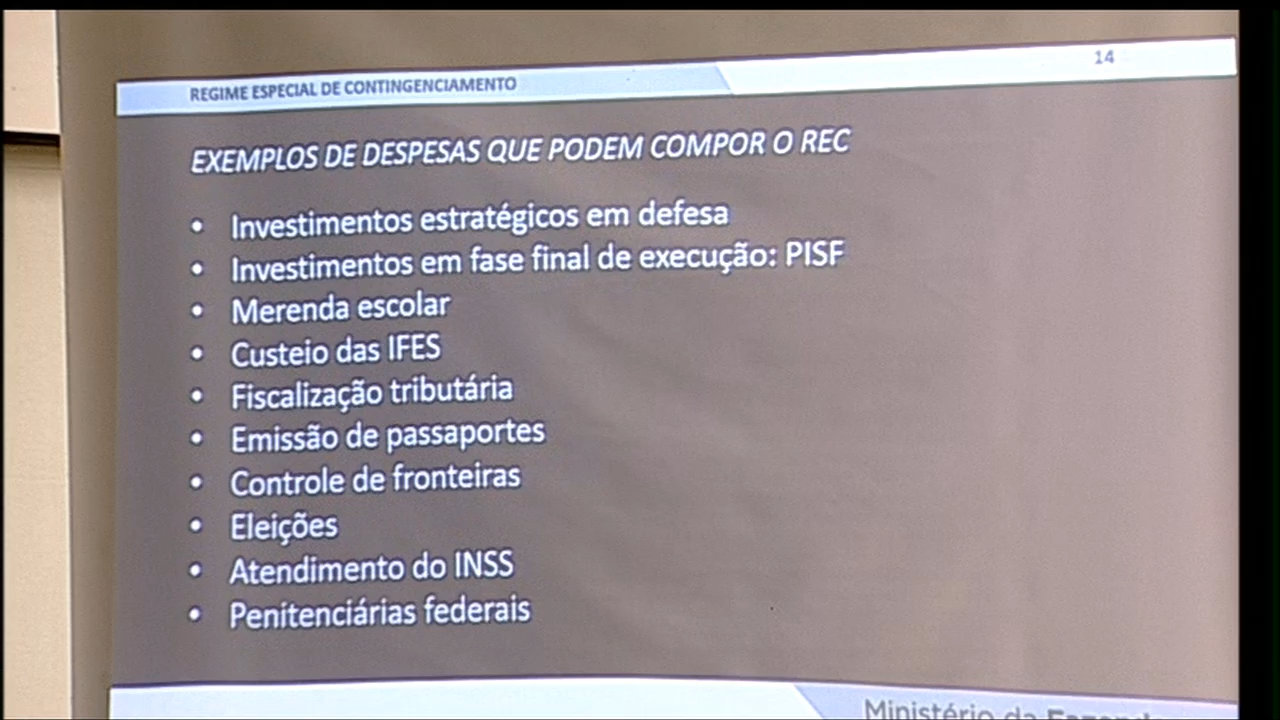 REGIME ESPECIAL DE CONTINGENCIAMENTO
14
EXEMPLOS DE DESPESAS QUE PODEM COMPOR O REC
• Investimentos estratégicos em defesa
• Investimentos em fase final de execução: PISF
• Merenda escolar
• Custeio das IFES
• Fiscalização tributária
• Emissão de passaportes
• Controle de fronteiras
• Eleições
• Atendimento do INSS
• Penitenciárias federais
Ministério da